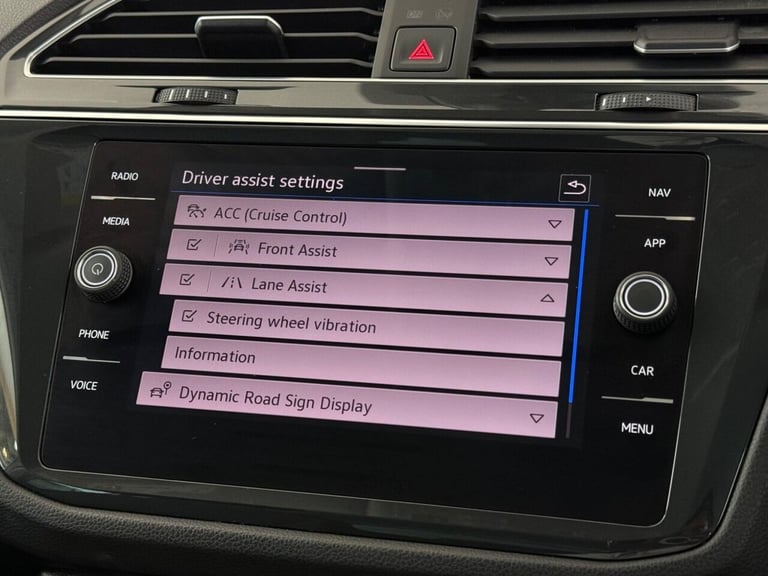 RADIO
MEDIA
PHONE
VOICE
Driver assist settings
ACC (Cruise Control)
Front Assist
Lane Assist
Steering wheel vibration
Information
Dynamic Road Sign Display
NAV
APP
CAR
MENU